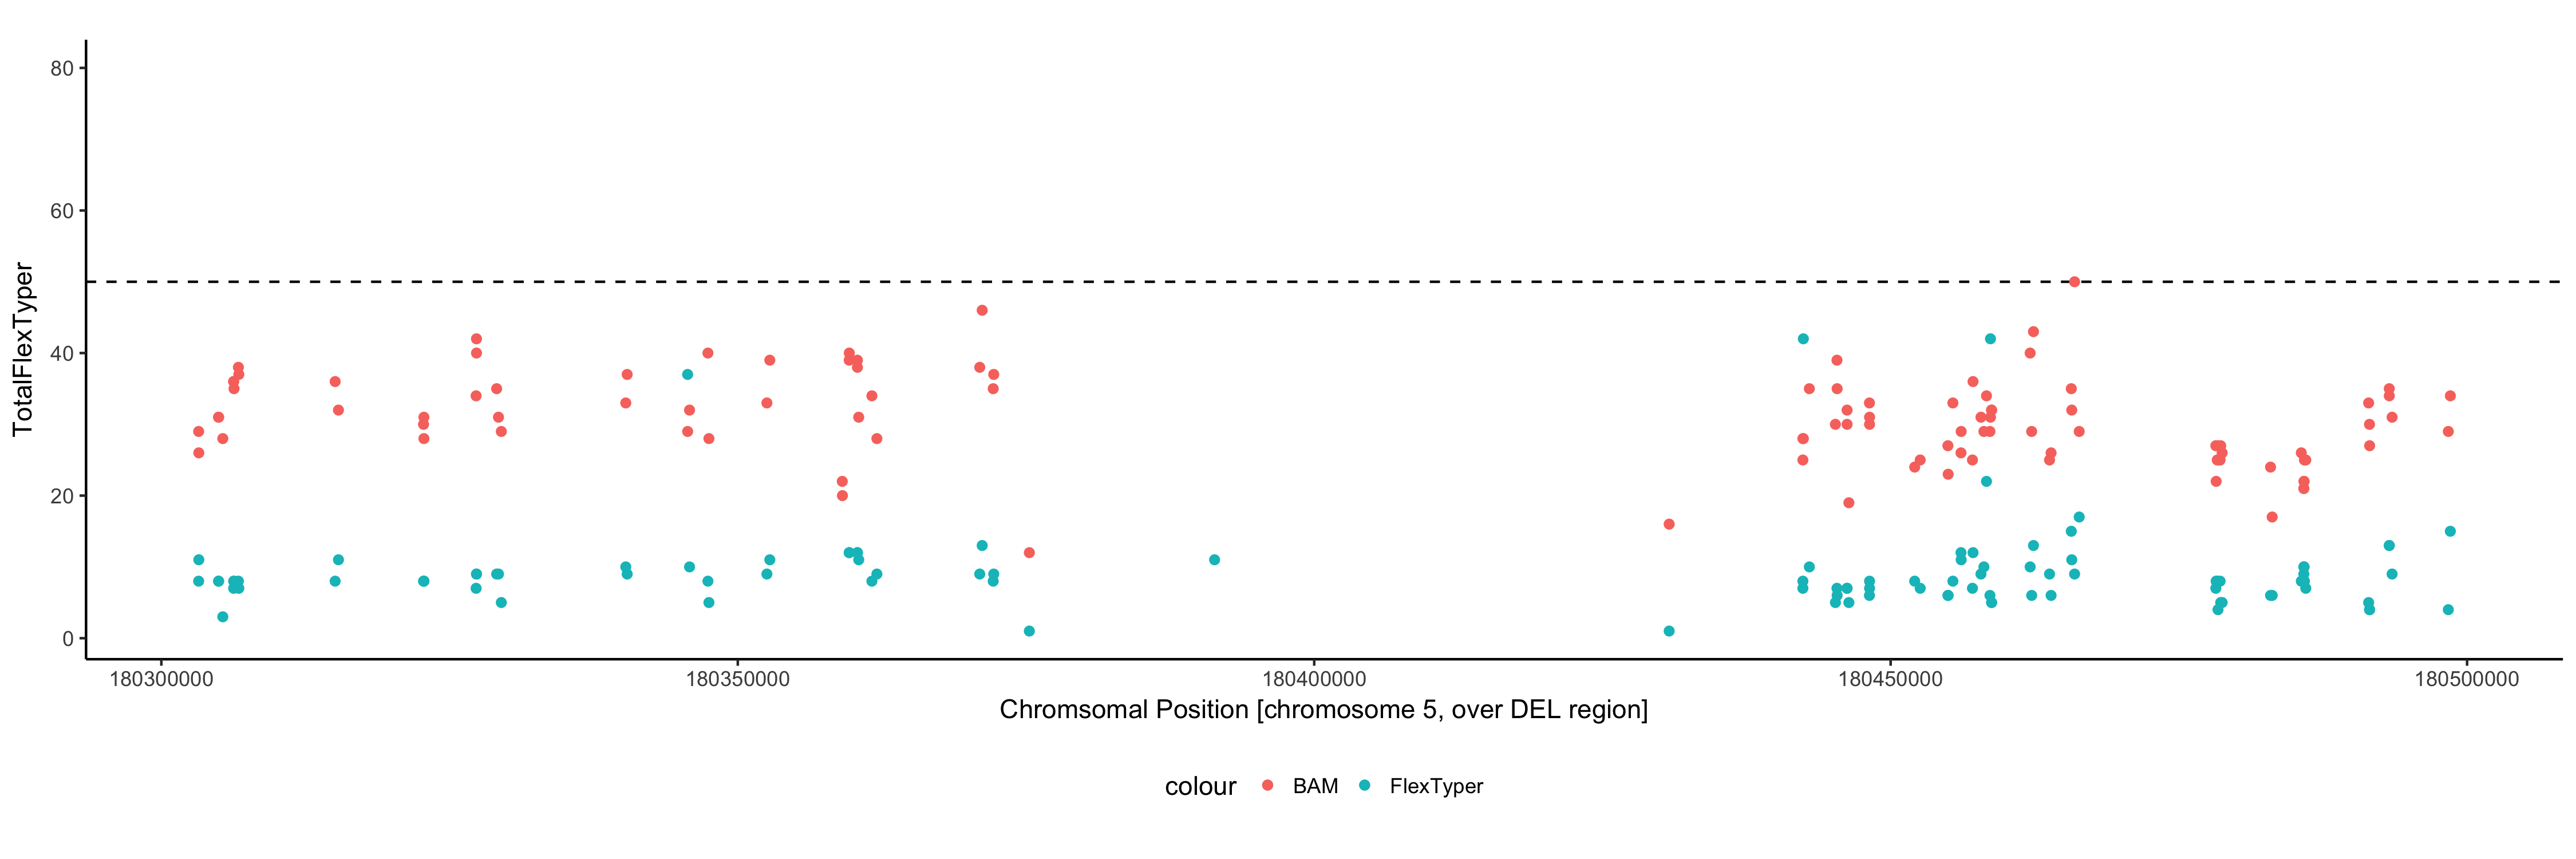 80
60
40
20
0
TotalFlexTyper
180300000 180350000 180400000 180450000 180500000
Chromsomal Position [chromosome 5, over DEL region]
colour BAM FlexTyper